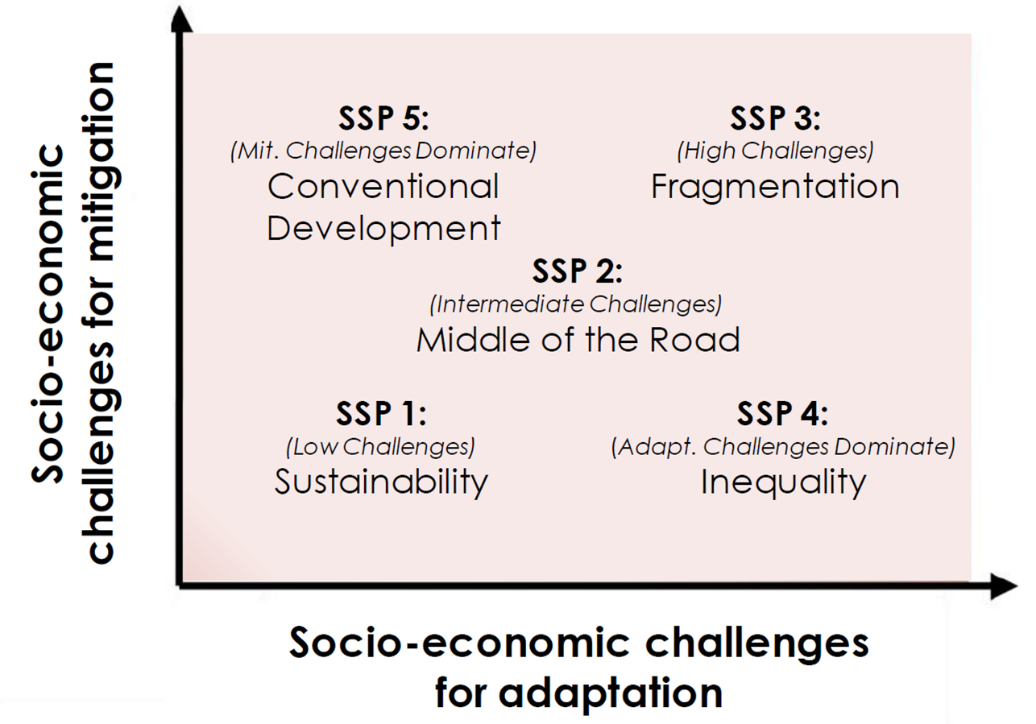 Socio-economic
challenges for mitigation
SSP 5:
(Mit. Challenges Dominate)
Conventional
Development
SSP 3:
(High Challenges)
Fragmentation
SSP 2:
(Intermediate Challenges)
Middle of the Road
SSP 1:
(Low Challenges)
Sustainability
SSP 4:
(Adapt. Challenges Dominate)
Inequality
Socio-economic challenges
for adaptation